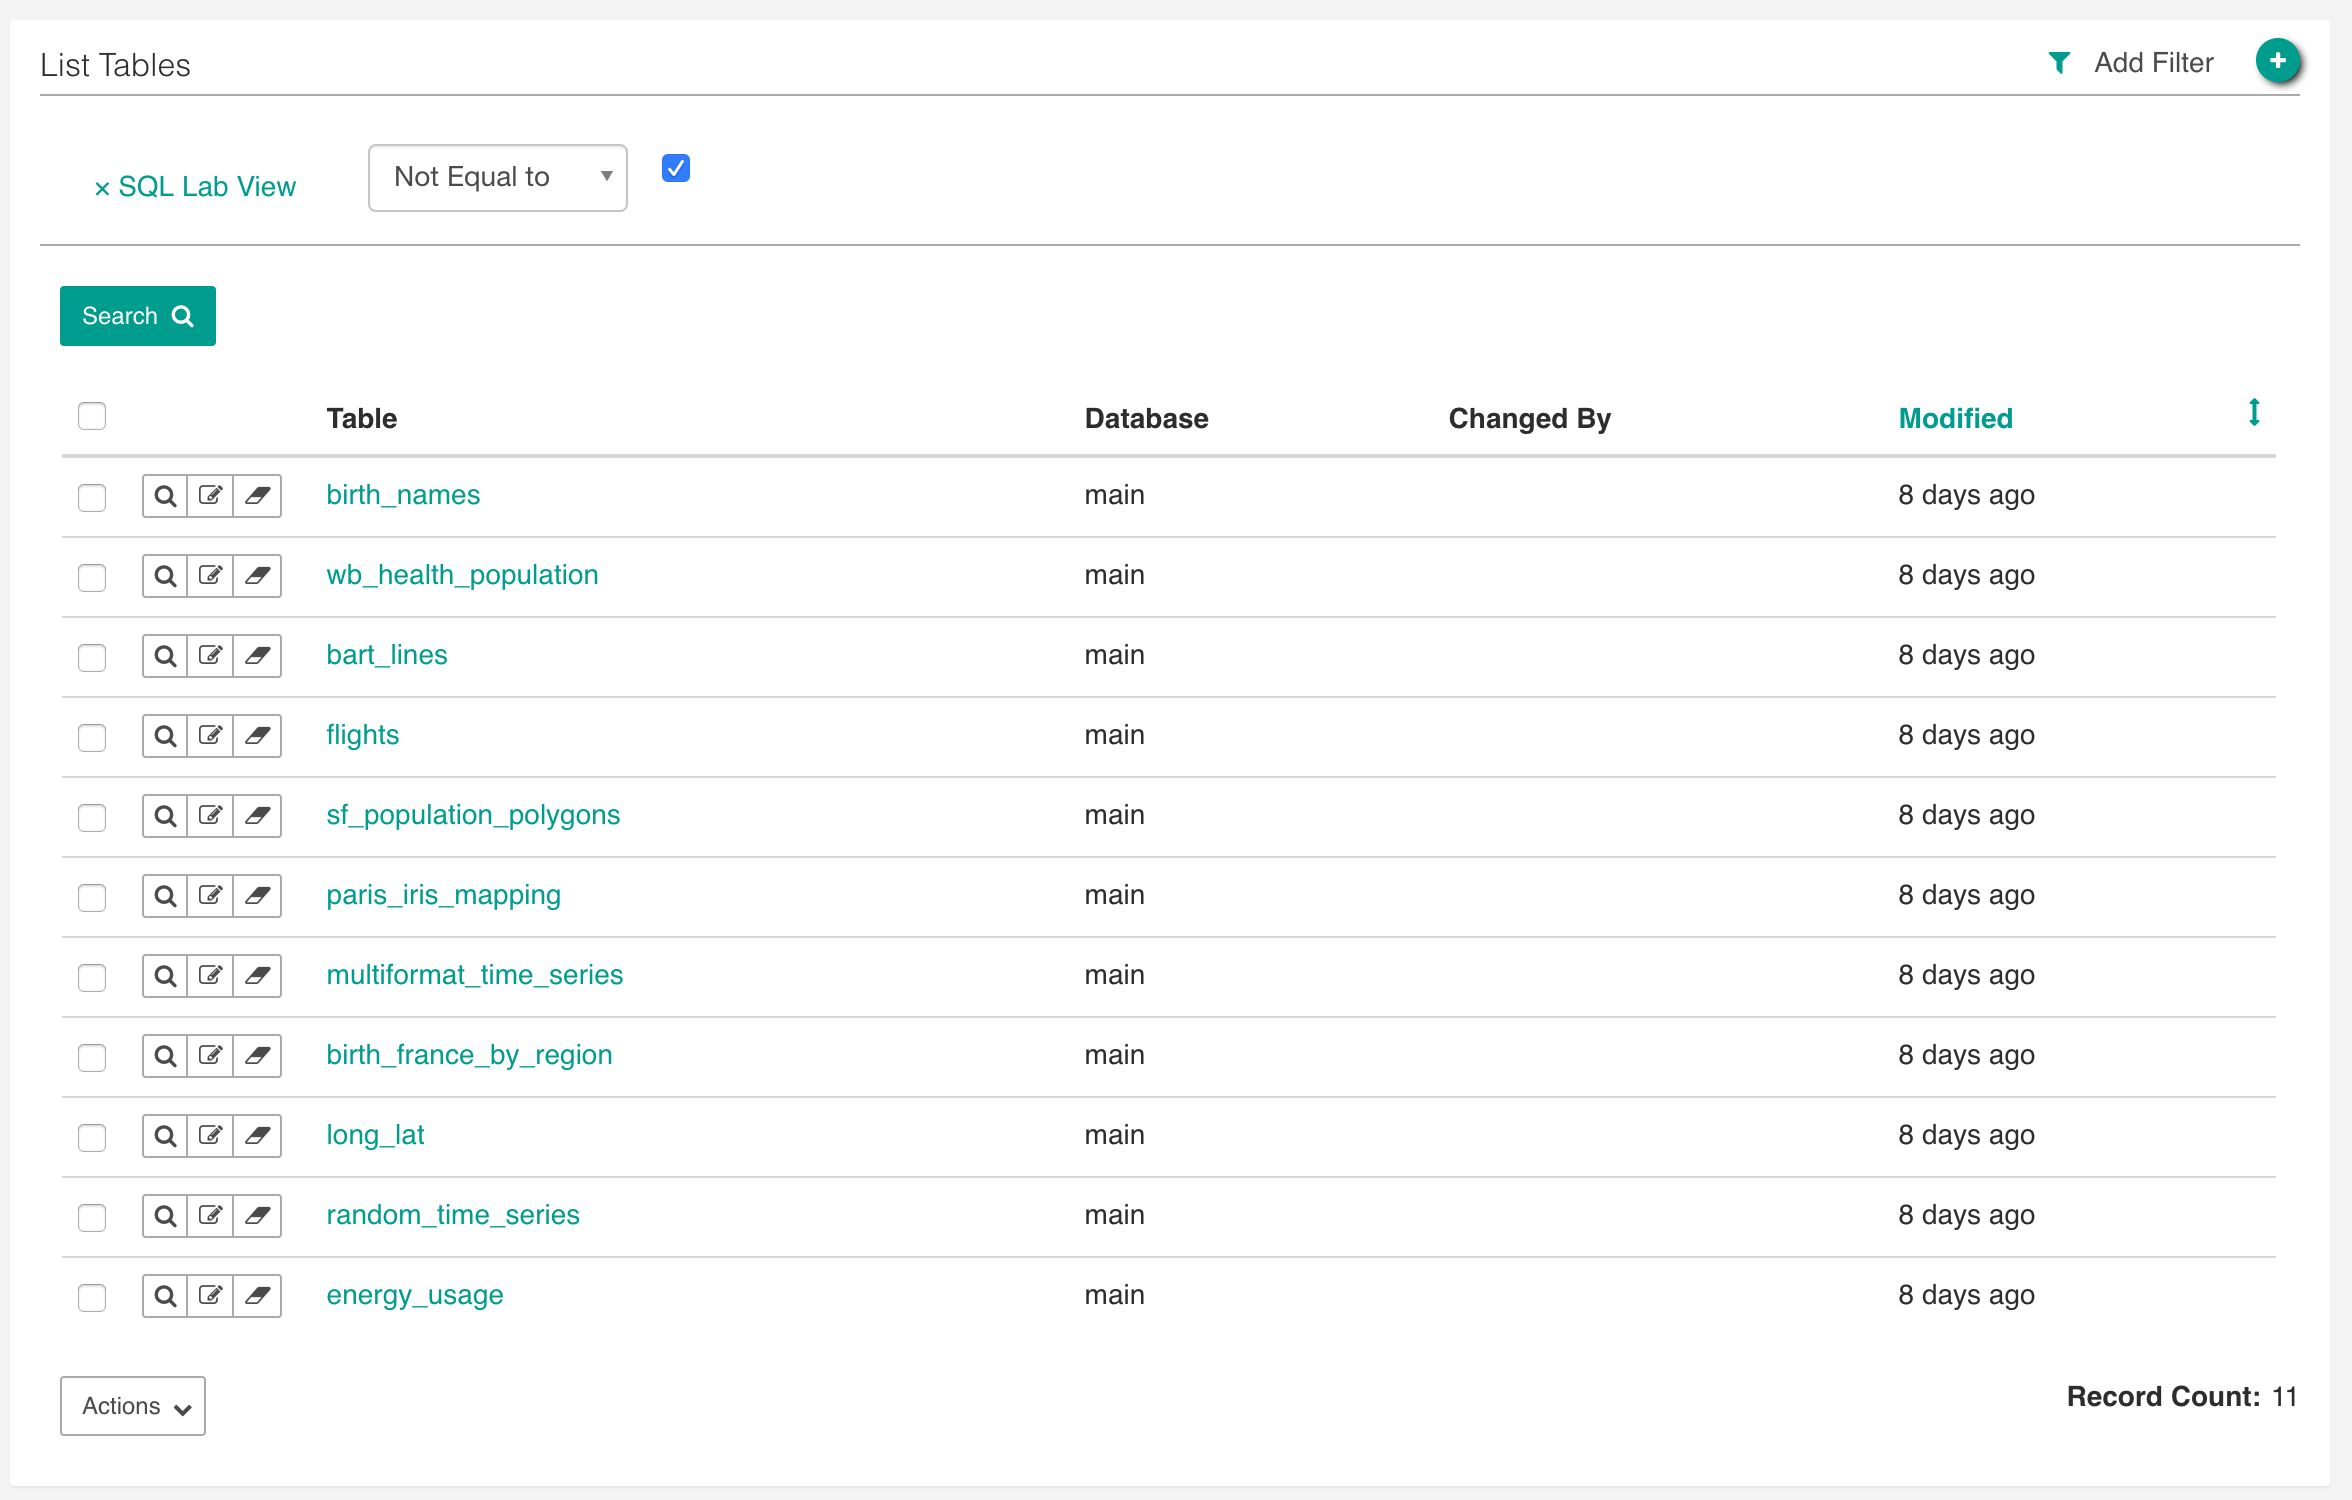 List Tables Add Filter
× SQL Lab View Not Equal to
Search
Table Database Changed By Modified
birth_names main 8 days ago
wb_health_population main 8 days ago
bart_lines main 8 days ago
flights main 8 days ago
sf_population_polygons main 8 days ago
paris_iris_mapping main 8 days ago
multiformat_time_series main 8 days ago
birth_france_by_region main 8 days ago
long_lat main 8 days ago
random_time_series main 8 days ago
energy_usage main 8 days ago
Actions Record Count: 11